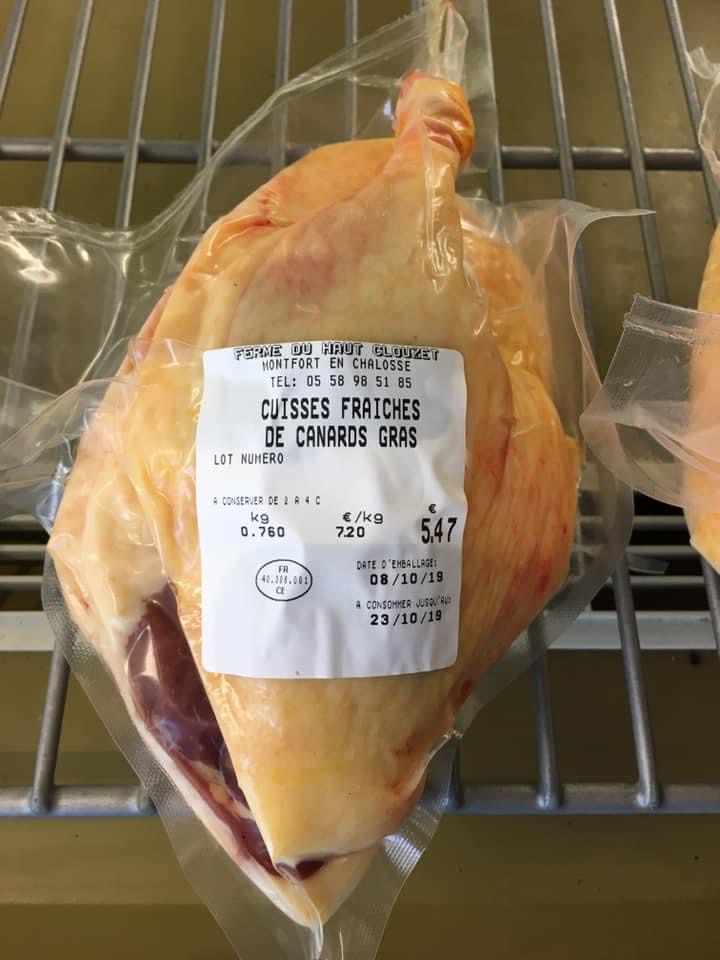 FERME DU HAUT CLOUZET
MONTFORT EN CHALOSSE
TEL: 05 58 98 51 85
CUISSES FRAICHES
DE CANARDS GRAS
LOT NUMERO
A CONSERVER DE 2 A 4 C
kg €/kg €
0.760 7.20 5.47
FR
40.308.001
CE
DATE D'EMBALLAGE:
08/10/19
A CONSOMMER JUSQU'AU:
23/10/19